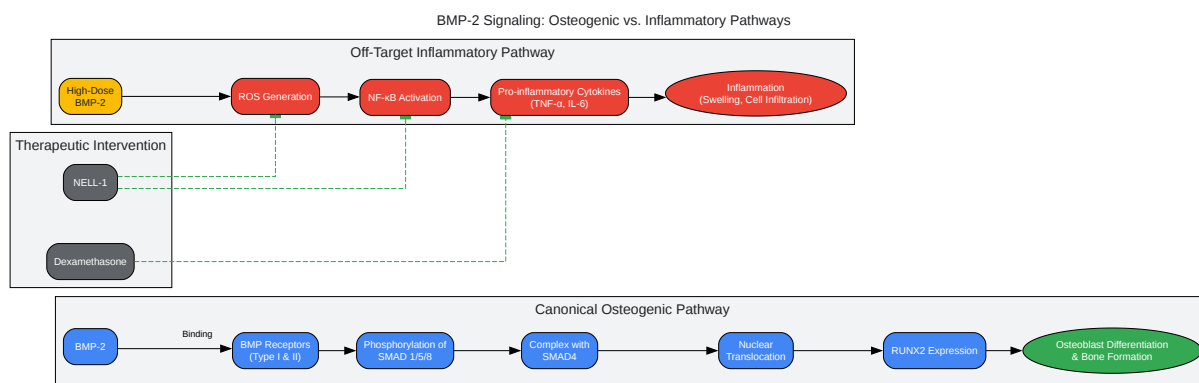 BMP-2 Signaling: Osteogenic vs. Inflammatory Pathways
Off-Target Inflammatory Pathway
High-Dose
BMP-2
ROS Generation
NF-κB Activation
Pro-inflammatory Cytokines
(TNF-α, IL-6)
Inflammation
(Swelling, Cell Infiltration)
Therapeutic Intervention
NELL-1
Dexamethasone
Canonical Osteogenic Pathway
BMP-2
Binding
BMP Receptors
(Type I & II)
Phosphorylation of
SMAD 1/5/8
Complex with
SMAD4
Nuclear
Translocation
RUNX2 Expression
Osteoblast Differentiation
& Bone Formation